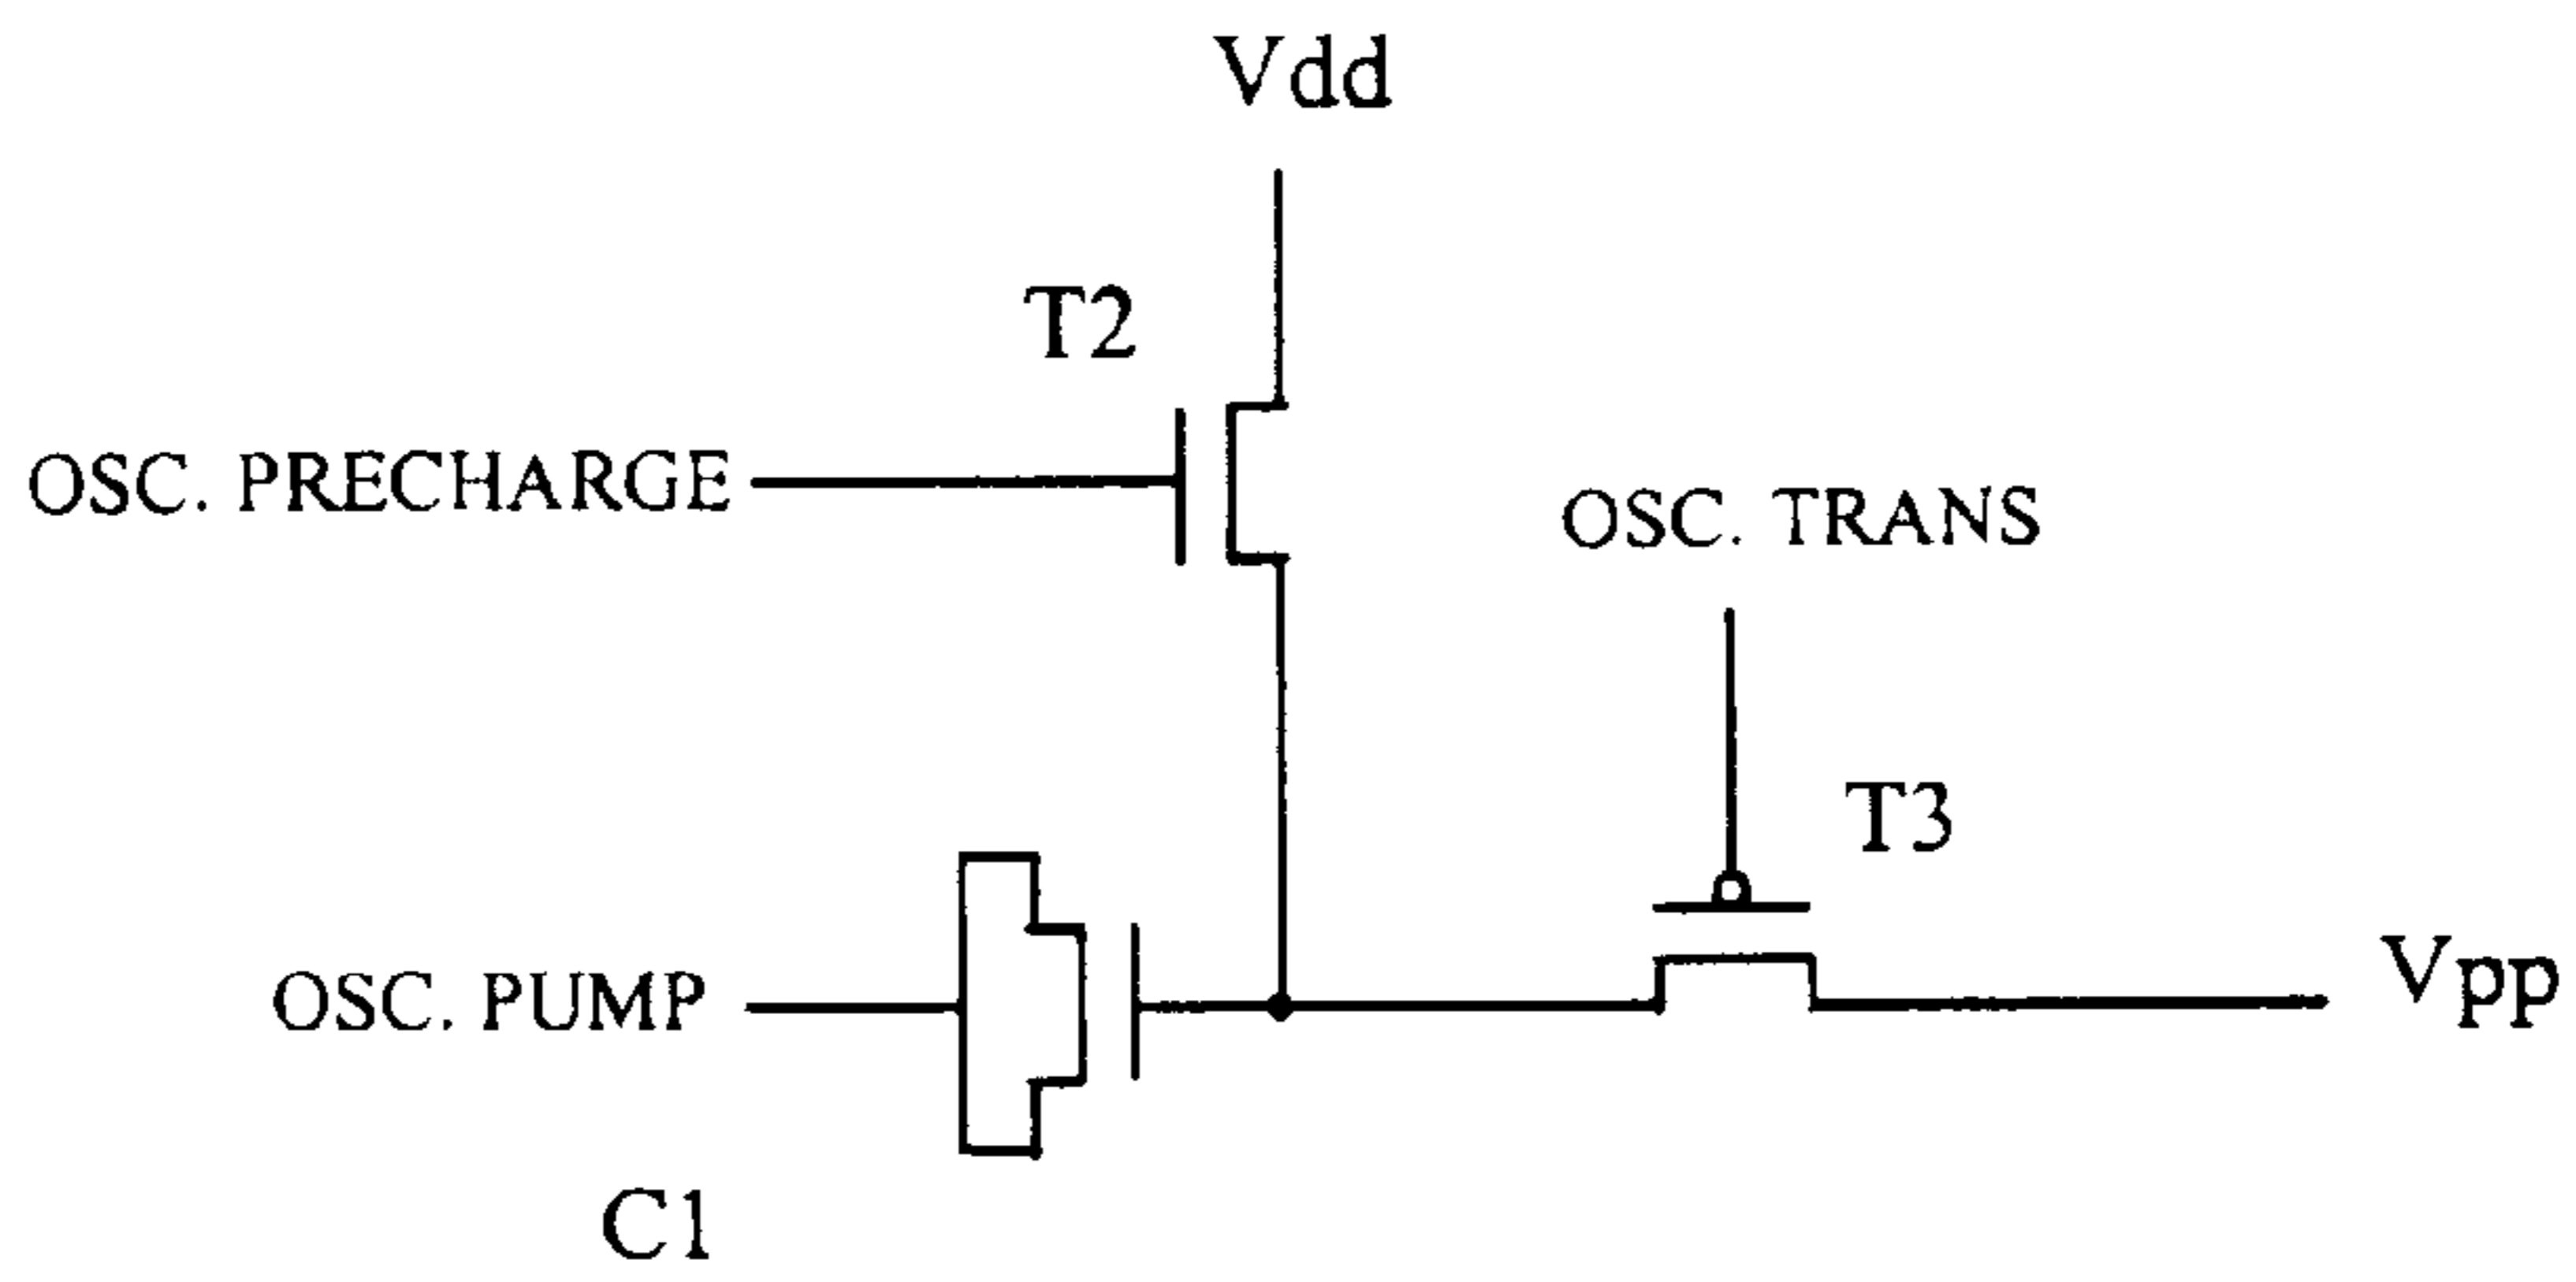 Vdd
T2
OSC. PRECHARGE
OSC. TRANS
T3
Vpp
OSC. PUMP
C1